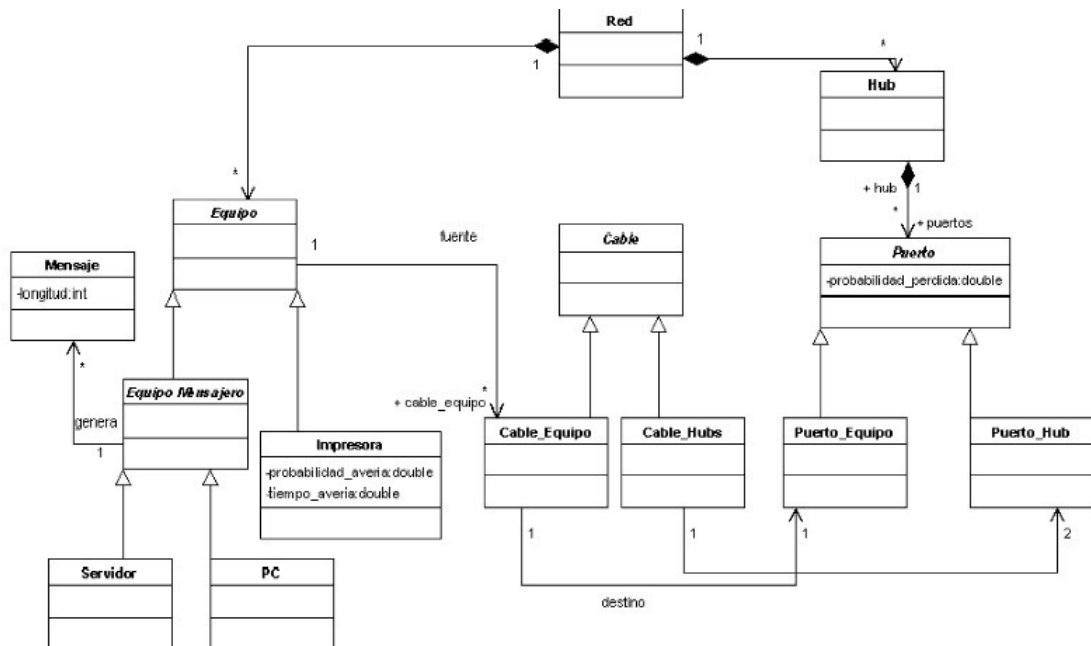 Red
1
1
*
*
Hub
+ hub
1
*
+ puertos
Equipo
1
fuente
Cable
Puerto
-probabilidad_perdida:double
Mensaje
-longitud:int
*
genera
1
Equipo Mensajero
*
+ cable_equipo
Impresora
-probabilidad_averia:double
-tiempo_averia:double
Cable_Equipo
Cable_Hubs
Puerto_Equipo
Puerto_Hub
1
1
1
2
destino
Servidor
PC